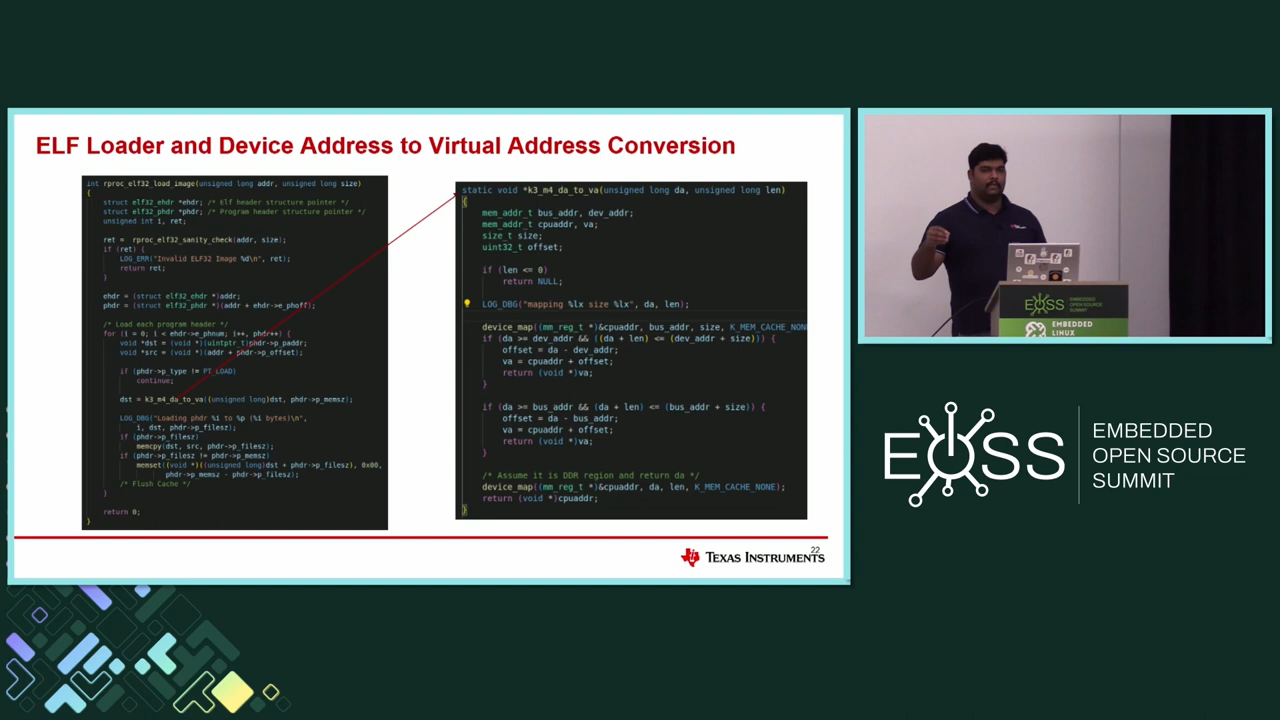 ELF Loader and Device Address to Virtual Address Conversion
int rproc_elf32_load_image(unsigned long addr, unsigned long size)
{
struct elf32_ehdr *ehdr; /* Elf header structure pointer */
struct elf32_phdr *phdr; /* Program header structure pointer */
unsigned int i, ret;
ret = rproc_elf32_sanity_check(addr, size);
if (ret) {
LOG_ERR("Invalid ELF32 Image %d\n", ret);
return ret;
}
ehdr = (struct elf32_ehdr *)addr;
phdr = (struct elf32_phdr *)(addr + ehdr->e_phoff);
/* Load each program header */
for (i = 0; i < ehdr->e_phnum; i++, phdr++) {
void *dst = (void *)(uintptr_t)phdr->p_paddr;
void *src = (void *)(addr + phdr->p_offset);
if (phdr->p_type != PT_LOAD)
continue;
dst = k3_m4_da_to_va((unsigned long)dst, phdr->p_memsz);
LOG_DBG("Loading phdr %i to %p (%i bytes)\n",
i, dst, phdr->p_filesz);
if (phdr->p_filesz)
memcpy(dst, src, phdr->p_filesz);
if (phdr->p_filesz != phdr->p_memsz)
memset((void *)((unsigned long)dst + phdr->p_filesz), 0x00,
phdr->p_memsz - phdr->p_filesz);
/* Flush Cache */
}
return 0;
}
static void *k3_m4_da_to_va(unsigned long da, unsigned long len)
{
mem_addr_t bus_addr, dev_addr;
mem_addr_t cpuaddr, va;
size_t size;
uint32_t offset;
if (len <= 0)
return NULL;
LOG_DBG("mapping %lx size %lx", da, len);
device_map((mm_reg_t *)&cpuaddr, bus_addr, size, K_MEM_CACHE_NON
if (da >= dev_addr && ((da + len) <= (dev_addr + size))) {
offset = da - dev_addr;
va = cpuaddr + offset;
return (void *)va;
}
if (da >= bus_addr && (da + len) <= (bus_addr + size)) {
offset = da - bus_addr;
va = cpuaddr + offset;
return (void *)va;
}
/* Assume it is DDR region and return da */
device_map((mm_reg_t *)&cpuaddr, da, len, K_MEM_CACHE_NONE);
return (void *)cpuaddr;
}
22
TEXAS INSTRUMENTS
EOSS
EMBEDDED
OPEN SOURCE
SUMMIT
EMBEDDED
LINUX
EOSS
EMBEDDED
OPEN SOURCE
SUMMIT